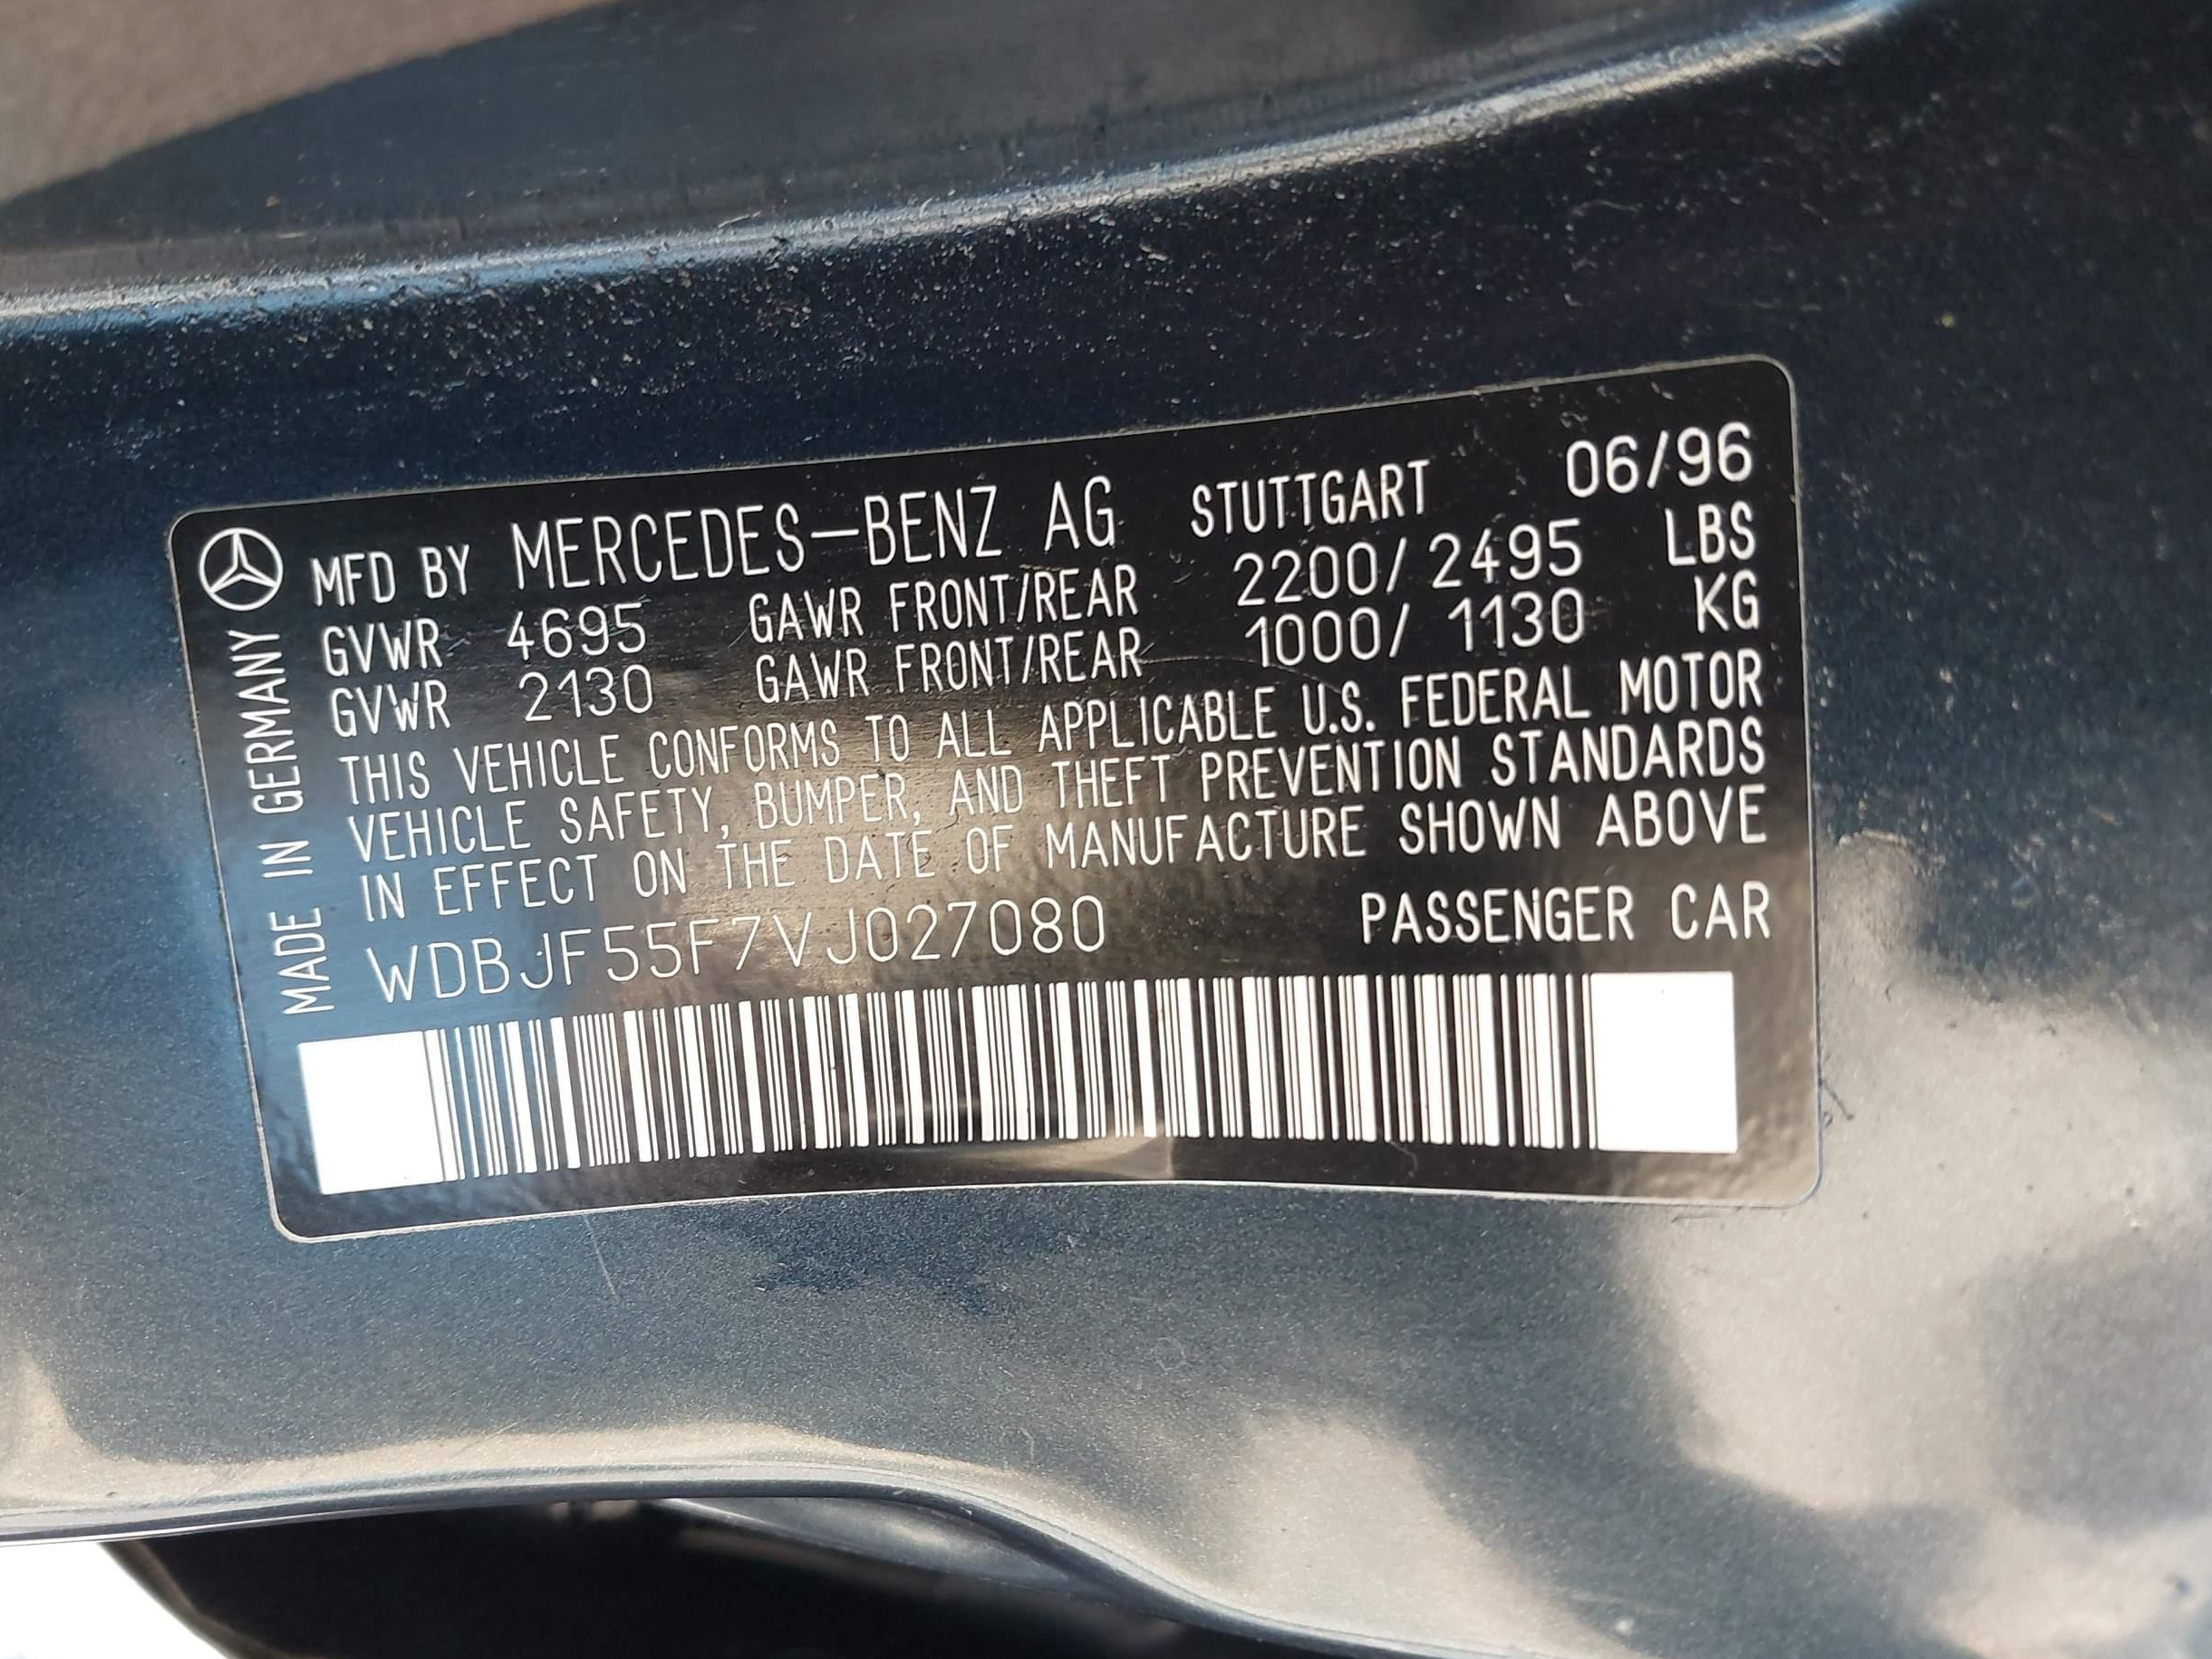 MFD BY MERCEDES-BENZ AG STUTTGART 06/96
GVWR 4695 GAWR FRONT/REAR 2200/2495 LBS
GVWR 2130 GAWR FRONT/REAR 1000/1130 KG
THIS VEHICLE CONFORMS TO ALL APPLICABLE U.S. FEDERAL MOTOR
VEHICLE SAFETY, BUMPER, AND THEFT PREVENTION STANDARDS
IN EFFECT ON THE DATE OF MANUFACTURE SHOWN ABOVE
WDBJF55F7VJ027080 PASSENGER CAR
MADE IN GERMANY